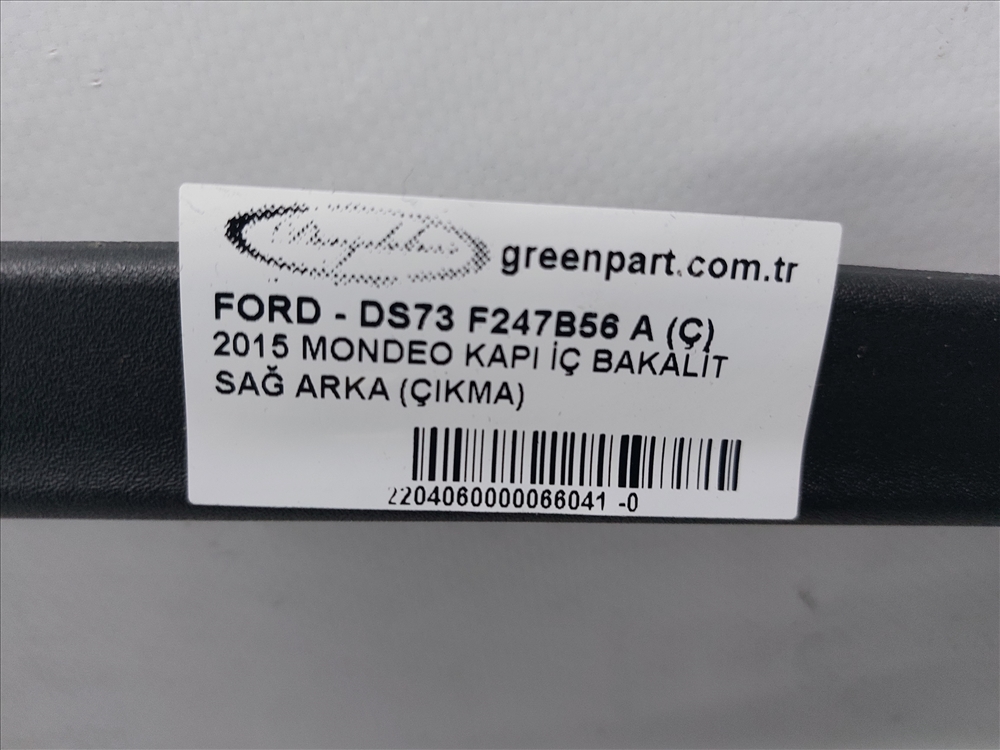 greenpart.com.tr
FORD - DS73 F247B56 A (Ç)
2015 MONDEO KAPI İÇ BAKALİT
SAĞ ARKA (ÇIKMA)
2204060000066041 -0